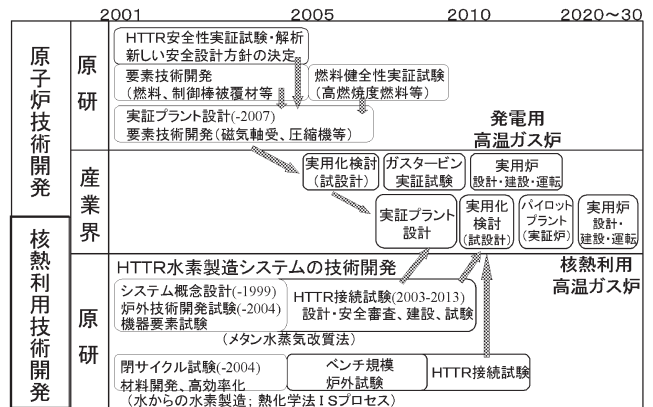 2001 2005 2010 2020～30
原子炉技術開発
核熱利用技術開発
原研
産業界
原研
HTTR安全性実証試験・解析
新しい安全設計方針の決定
要素技術開発
(燃料、制御棒被覆材等
燃料健全性実証試験
(高燃焼度燃料等)
実証プラント設計(-2007)
要素技術開発(磁気軸受、圧縮機等)
発電用
高温ガス炉
実用化検討
(試設計)
ガスタービン
実証試験
実用炉
設計・建設・運転
実証プラント
設計
実用化
検討
(試設計)
パイロット
プラント
(実証炉)
実用炉
設計・
建設・運転
HTTR水素製造システムの技術開発
核熱利用
高温ガス炉
システム概念設計(-1999)
炉外技術開発試験(-2004)
機器要素試験
HTTR接続試験(2003-2013)
設計・安全審査、建設、試験
(メタン水蒸気改質法)
閉サイクル試験(-2004)
材料開発、高効率化
ベンチ規模
炉外試験
HTTR接続試験
(水からの水素製造；熱化学法ＩＳプロセス)